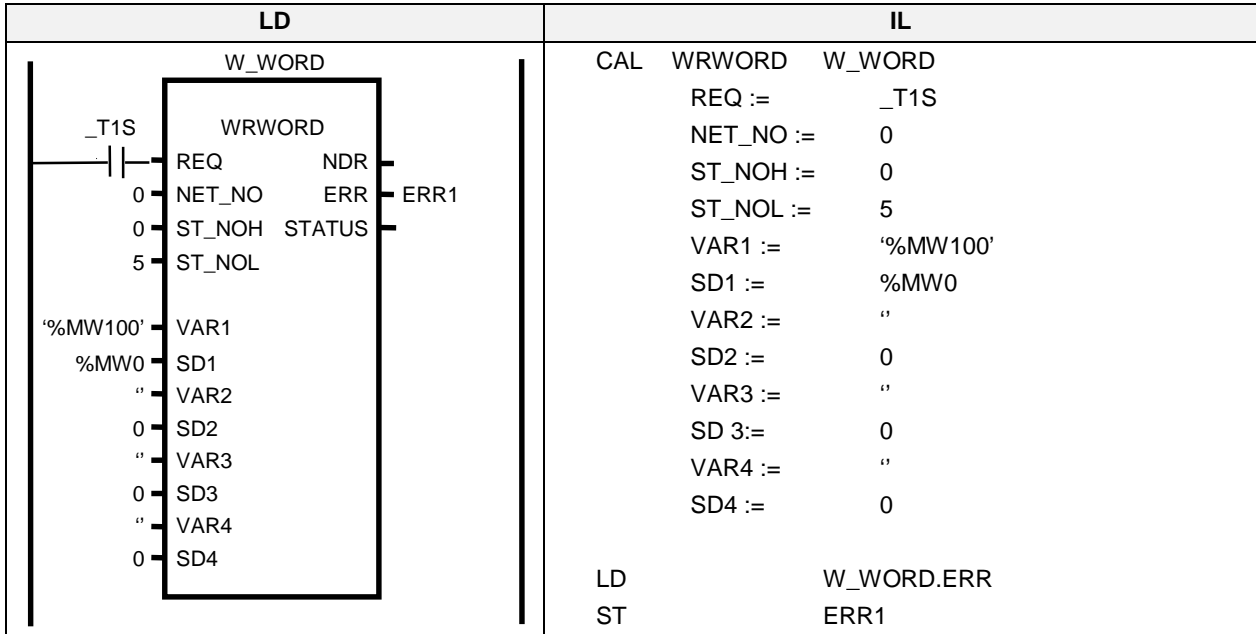 LD IL
W_WORD
_T1S WRWORD
REQ NDR
0 NET_NO ERR ERR1
0 ST_NOH STATUS
5 ST_NOL
‘%MW100’ VAR1
%MW0 SD1
‘’ VAR2
0 SD2
‘’ VAR3
0 SD3
‘’ VAR4
0 SD4
CAL WRWORD W_WORD
REQ := _T1S
NET_NO := 0
ST_NOH := 0
ST_NOL := 5
VAR1 := ‘%MW100’
SD1 := %MW0
VAR2 := ‘’
SD2 := 0
VAR3 := ‘’
SD 3:= 0
VAR4 := ‘’
SD4 := 0
LD W_WORD.ERR
ST ERR1